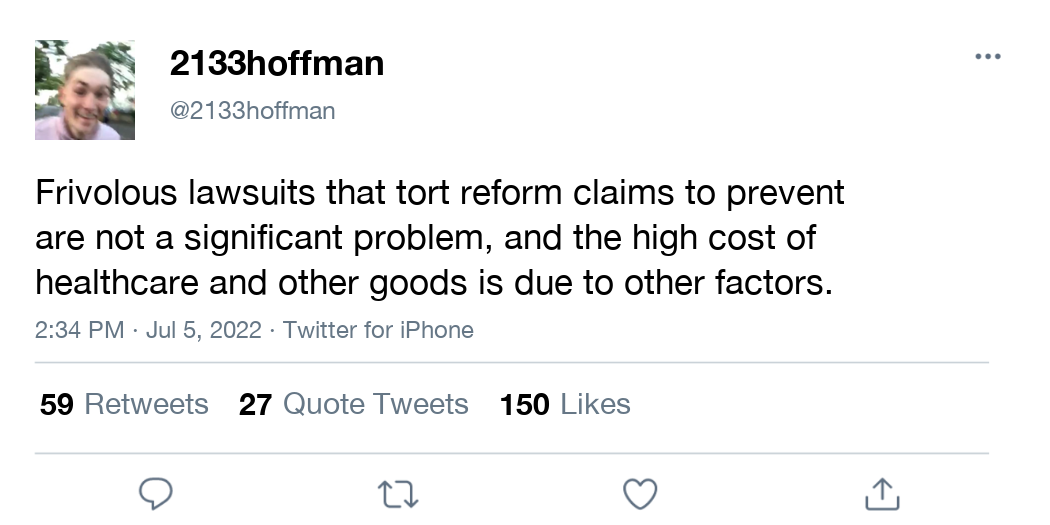 2133hoffman
@2133hoffman
Frivolous lawsuits that tort reform claims to prevent
are not a significant problem, and the high cost of
healthcare and other goods is due to other factors.
2:34 PM · Jul 5, 2022 · Twitter for iPhone
59 Retweets 27 Quote Tweets 150 Likes